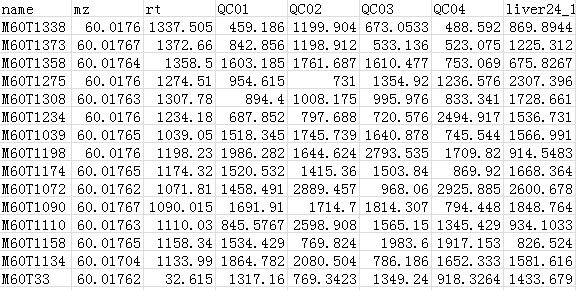 name mz rt QC01 QC02 QC03 QC04 liver24_1
M60T1338 60.0176 1337.505 459.186 1199.904 673.0533 488.592 869.8944
M60T1373 60.01767 1372.66 842.856 1198.912 533.136 523.075 1225.312
M60T1358 60.01764 1358.5 1603.185 1761.687 1610.477 753.069 675.8267
M60T1275 60.0176 1274.51 954.615 731 1354.92 1236.576 2307.396
M60T1308 60.01763 1307.78 894.4 1008.175 995.976 833.341 1728.661
M60T1234 60.0176 1234.18 687.852 797.688 720.576 2494.917 1536.731
M60T1039 60.01765 1039.05 1518.345 1745.739 1640.878 745.544 1566.991
M60T1198 60.0176 1198.23 1986.282 1644.624 2793.535 1709.82 914.5483
M60T1174 60.01765 1174.32 1520.532 1415.36 1503.84 869.92 1668.364
M60T1072 60.01762 1071.81 1458.491 2889.457 968.06 2925.885 2600.678
M60T1090 60.01767 1090.015 1691.91 1714.7 1814.307 794.448 1848.764
M60T1110 60.01763 1110.03 845.5767 2598.908 1565.15 1345.429 934.1033
M60T1158 60.01765 1158.34 1534.429 769.824 1983.6 1917.153 826.524
M60T1134 60.01704 1133.99 1864.782 2080.504 786.186 1652.333 1581.616
M60T33 60.01762 32.615 1317.16 769.3423 1349.24 918.3264 1433.679